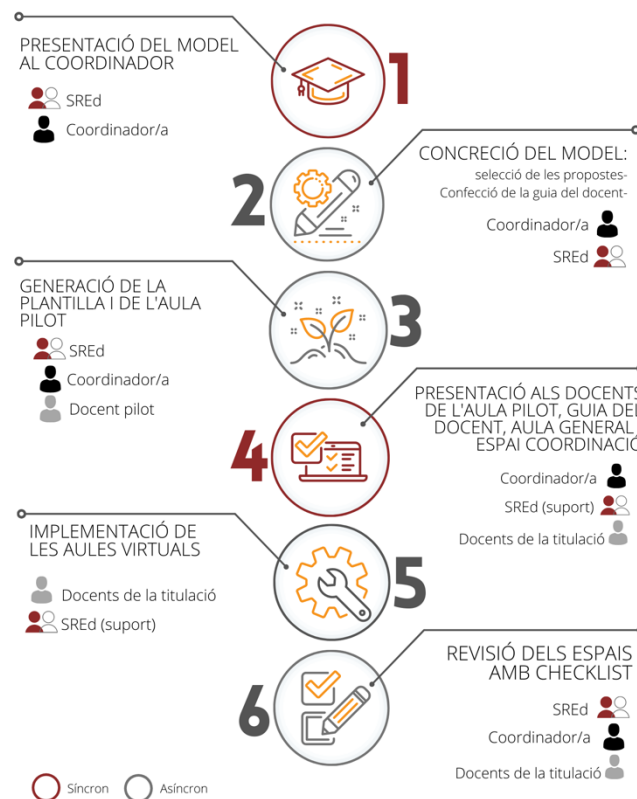 PRESENTACIÓ DEL MODEL
AL COORDINADOR
SREd
Coordinador/a
1
CONCRECIÓ DEL MODEL:
selecció de les propostes-
Confecció de la guia del docent-
Coordinador/a
SREd
2
GENERACIÓ DE LA
PLANTILLA I DE L'AULA
PILOT
SREd
Coordinador/a
Docent pilot
3
PRESENTACIÓ ALS DOCENTS
DE L'AULA PILOT, GUIA DEL
DOCENT, AULA GENERAL,
ESPAI COORDINACIÓ
Coordinador/a
SREd (suport)
Docents de la titulació
4
IMPLEMENTACIÓ DE
LES AULES VIRTUALS
Docents de la titulació
SREd (suport)
5
REVISIÓ DELS ESPAIS
AMB CHECKLIST
SREd
Coordinador/a
Docents de la titulació
6
Síncron
Asíncron